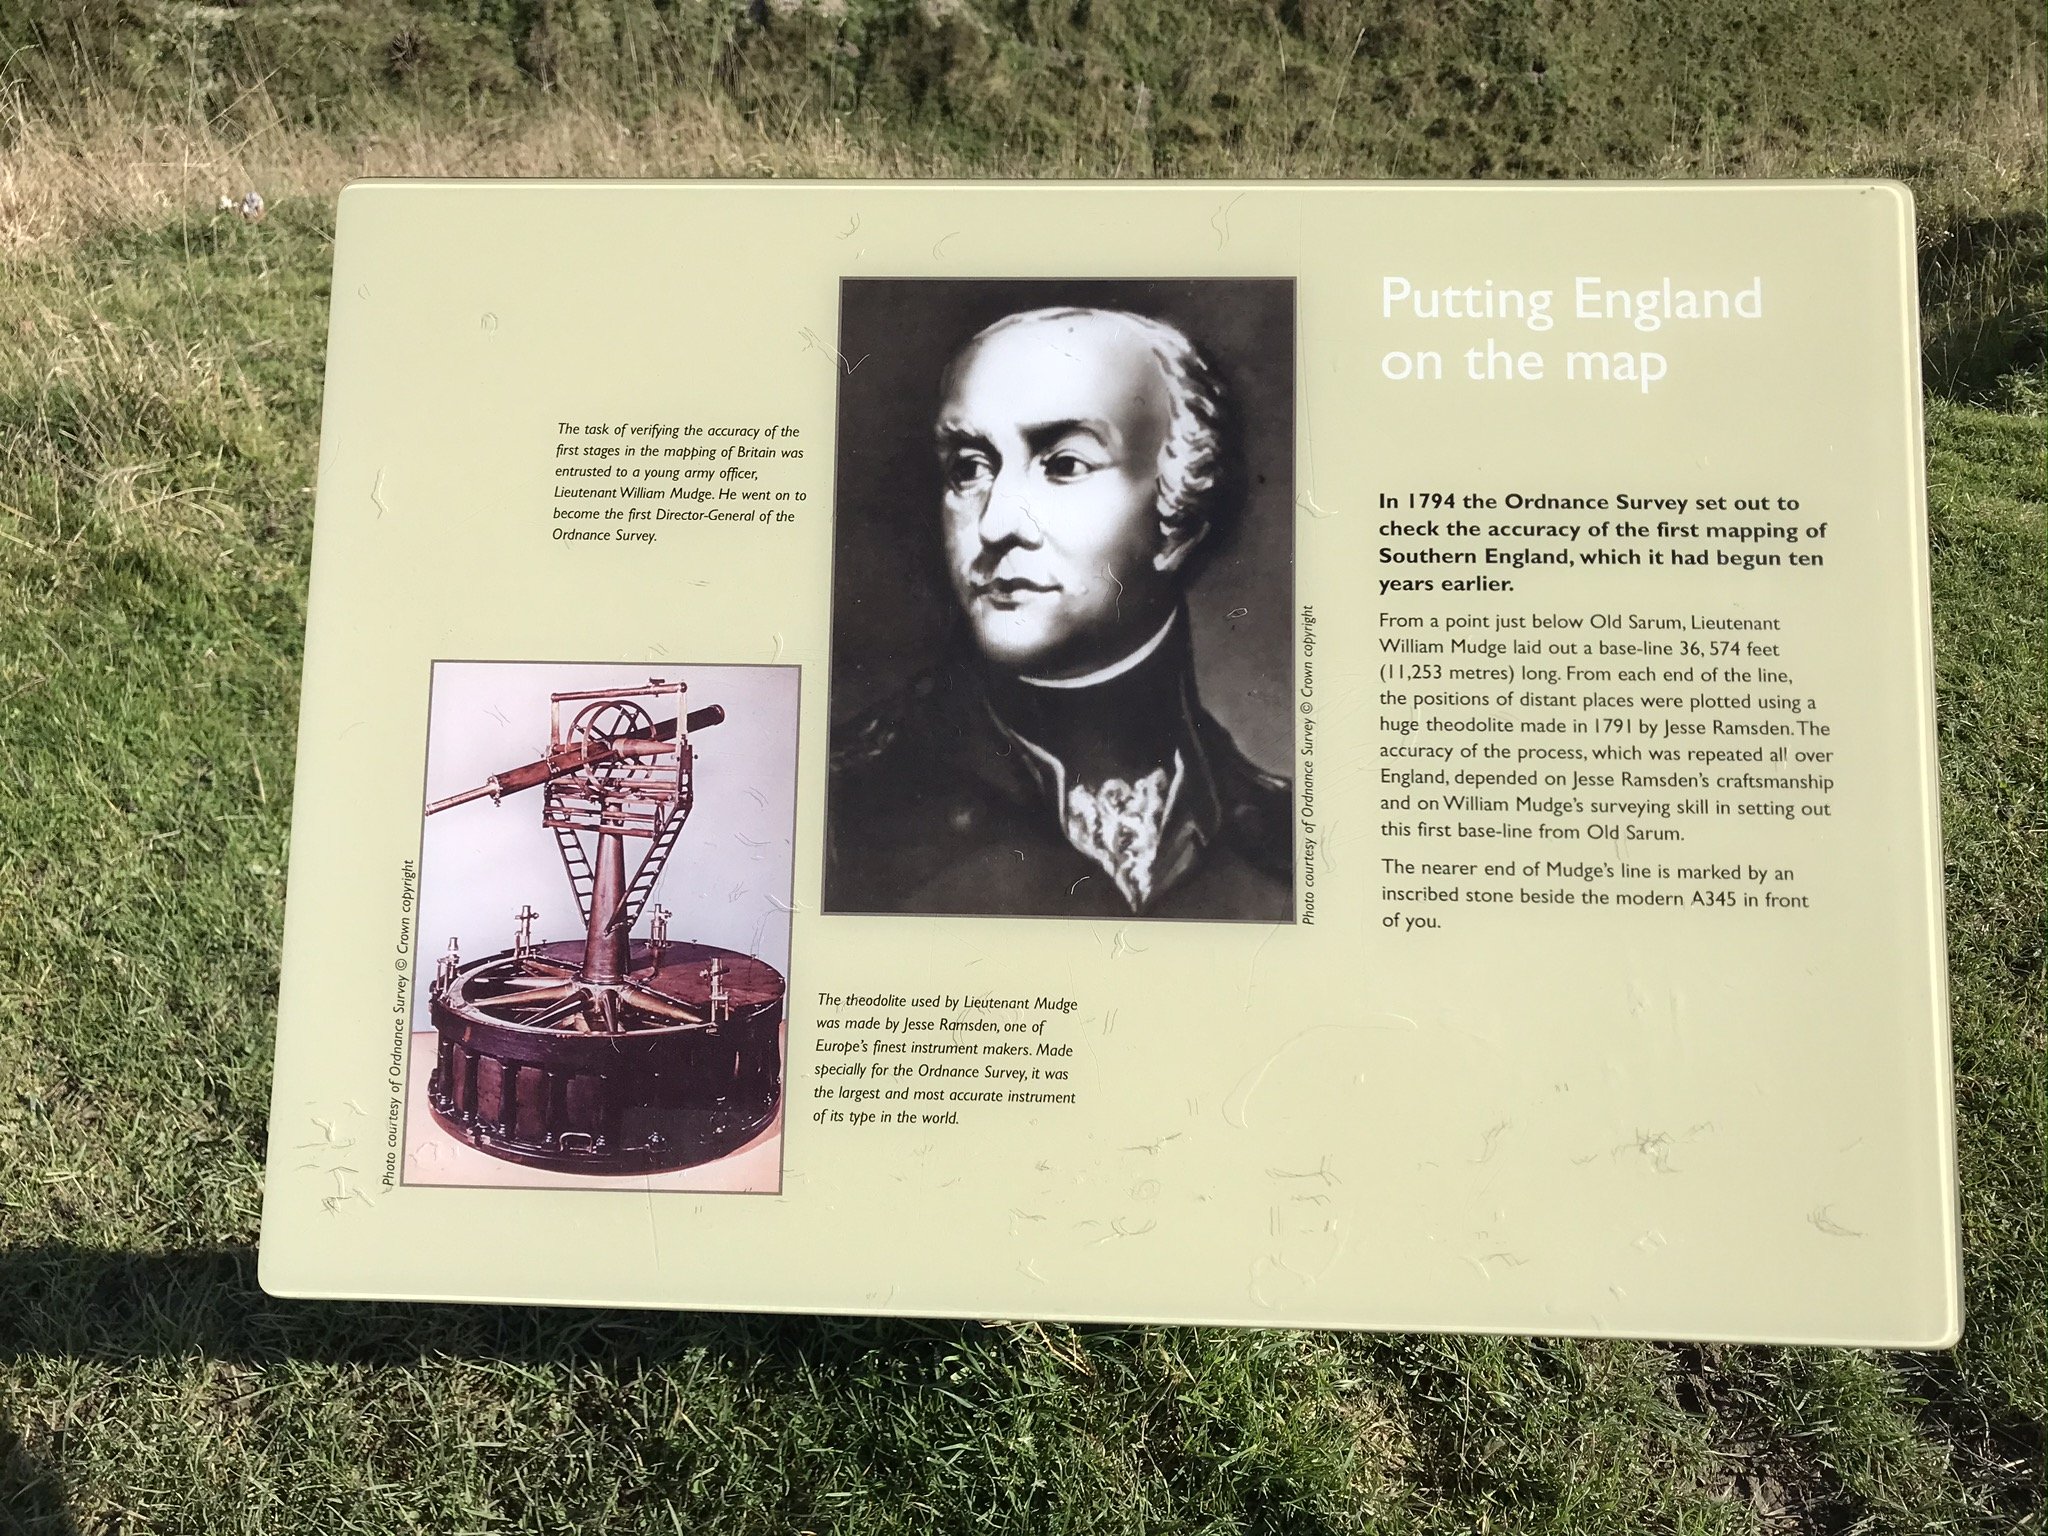 Putting England
on the map
In 1794 the Ordnance Survey set out to
check the accuracy of the first mapping of
Southern England, which it had begun ten
years earlier.
From a point just below Old Sarum, Lieutenant
William Mudge laid out a base-line 36, 574 feet
(11,253 metres) long. From each end of the line,
the positions of distant places were plotted using a
huge theodolite made in 1791 by Jesse Ramsden. The
accuracy of the process, which was repeated all over
England, depended on Jesse Ramsden's craftsmanship
and on William Mudge's surveying skill in setting out
this first base-line from Old Sarum.
The nearer end of Mudge's line is marked by an
inscribed stone beside the modern A345 in front
of you.
The task of verifying the accuracy of the
first stages in the mapping of Britain was
entrusted to a young army officer,
Lieutenant William Mudge. He went on to
become the first Director-General of the
Ordnance Survey.
Photo courtesy of Ordnance Survey © Crown copyright
The theodolite used by Lieutenant Mudge
was made by Jesse Ramsden, one of
Europe's finest instrument makers. Made
specially for the Ordnance Survey, it was
the largest and most accurate instrument
of its type in the world.
Photo courtesy of Ordnance Survey © Crown copyright